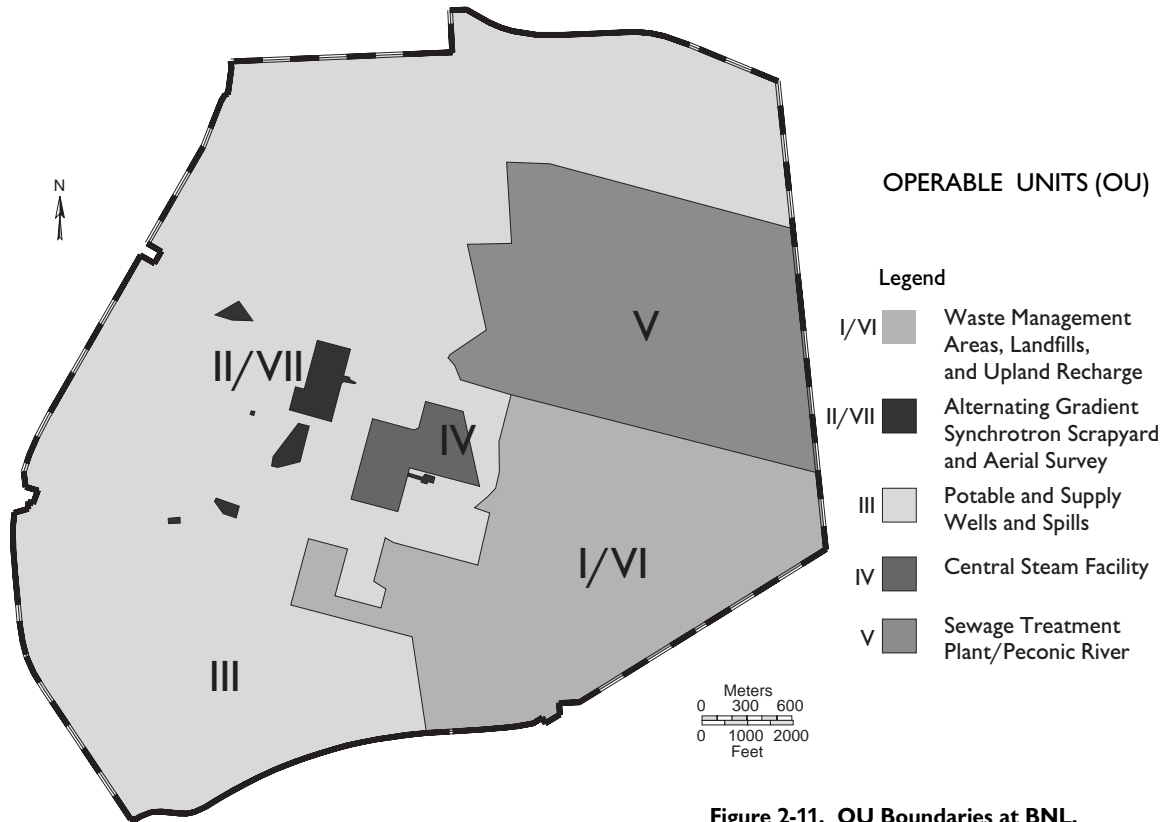 N
OPERABLE UNITS (OU)
Legend
I/VI
Waste Management
Areas, Landfills,
and Upland Recharge
II/VII
Alternating Gradient
Synchrotron Scrapyard
and Aerial Survey
III
Potable and Supply
Wells and Spills
IV
Central Steam Facility
V
Sewage Treatment
Plant/Peconic River
V
II/VII
IV
I/VI
III
Meters
0 300 600
0 1000 2000
Feet
Figure 2-11. OU Boundaries at BNL.